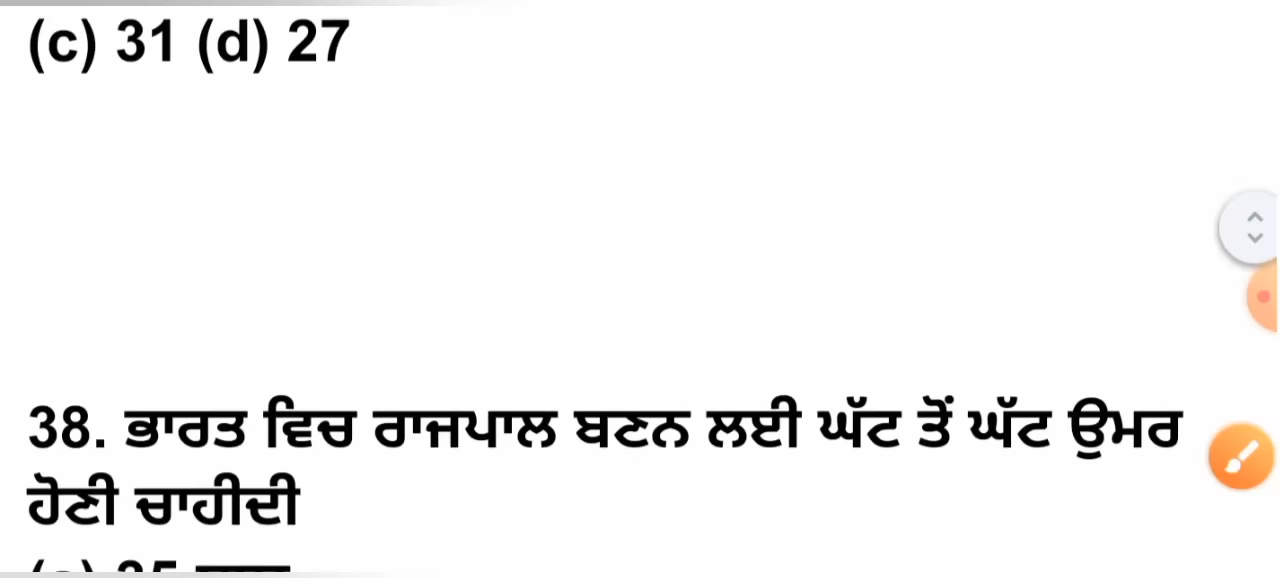 (c) 31 (d) 27
38. ਭਾਰਤ ਵਿਚ ਰਾਜਪਾਲ ਬਣਨ ਲਈ ਘੱਟ ਤੋਂ ਘੱਟ ਉਮਰ
ਹੋਣੀ ਚਾਹੀਦੀ